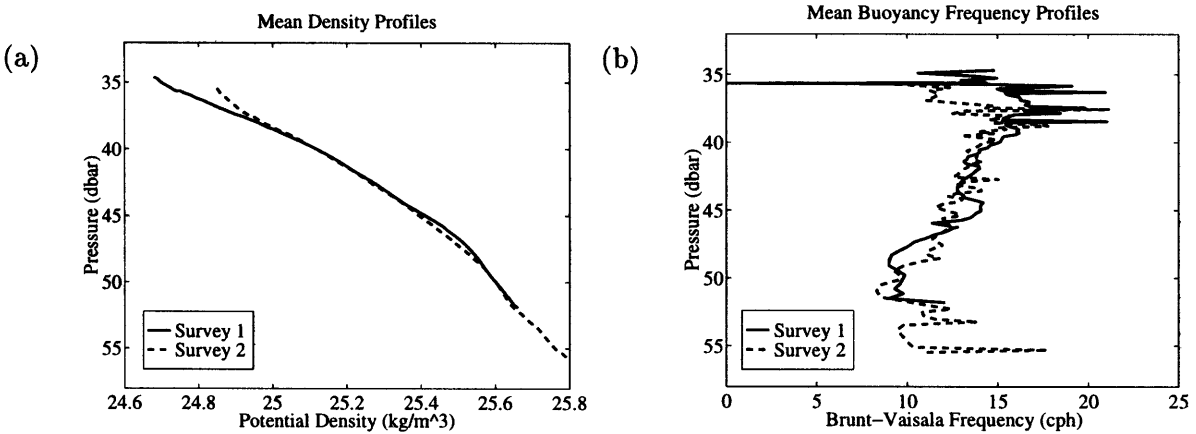 (a)
Mean Density Profiles
35
40
45
50
55
Pressure (dbar)
Survey 1
Survey 2
24.6 24.8 25 25.2 25.4 25.6 25.8
Potential Density (kg/m^3)
(b)
Mean Buoyancy Frequency Profiles
35
40
45
50
55
Pressure (dbar)
Survey 1
Survey 2
0 5 10 15 20 25
Brunt-Vaisala Frequency (cph)